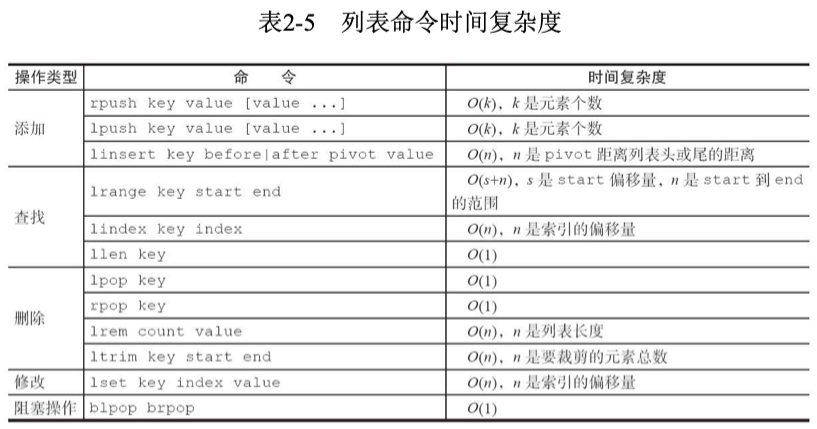 表2-5 列表命令时间复杂度
操作类型 命 令 时间复杂度
rpush key value [value ...] O(k)，k 是元素个数
添加 lpush key value [value ...] O(k)，k 是元素个数
linsert key before|after pivot value O(n)，n 是 pivot 距离列表头或尾的距离
lrange key start end O(s+n)，s 是 start 偏移量，n 是 start 到 end
的范围
查找
lindex key index O(n)，n 是索引的偏移量
llen key O(1)
lpop key O(1)
rpop key O(1)
删除
lrem count value O(n)，n 是列表长度
ltrim key start end O(n)，n 是要裁剪的元素总数
修改 lset key index value O(n)，n 是索引的偏移量
阻塞操作 blpop brpop O(1)